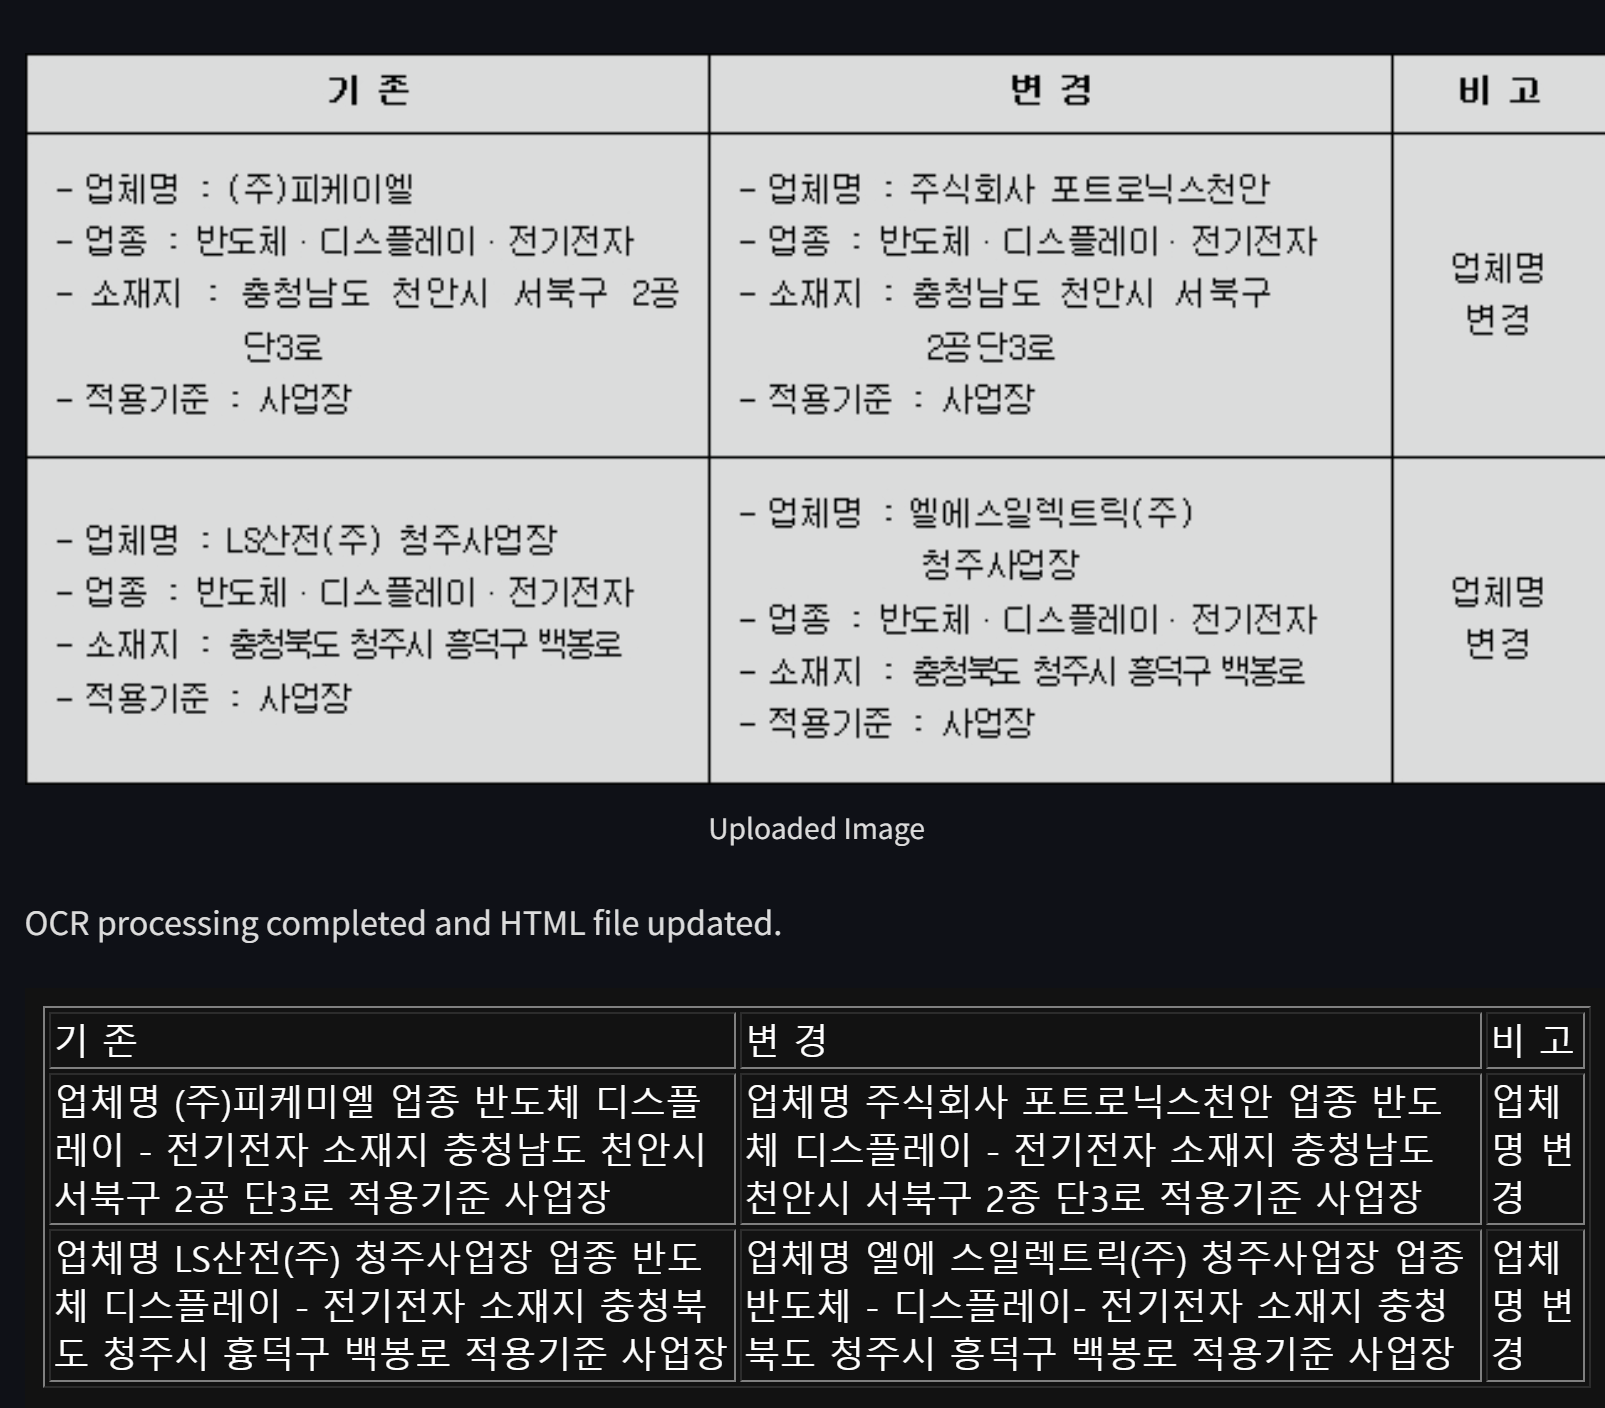 기 존
변 경
비 고
- 업체명 : (주)피케이엘
- 업종 : 반도체 · 디스플레이 · 전기전자
- 소재지 : 충청남도 천안시 서북구 2공
단3로
- 적용기준 : 사업장
- 업체명 : 주식회사 포트로닉스천안
- 업종 : 반도체 · 디스플레이 · 전기전자
- 소재지 : 충청남도 천안시 서북구
2공단3로
- 적용기준 : 사업장
업체명
변경
- 업체명 : LS산전(주) 청주사업장
- 업종 : 반도체 · 디스플레이 · 전기전자
- 소재지 : 충청북도 청주시 흥덕구 백봉로
- 적용기준 : 사업장
- 업체명 : 엘에스일렉트릭(주)
청주사업장
- 업종 : 반도체 · 디스플레이 · 전기전자
- 소재지 : 충청북도 청주시 흥덕구 백봉로
- 적용기준 : 사업장
업체명
변경
Uploaded Image
OCR processing completed and HTML file updated.
기 존
변 경
비 고
업체명 (주)피케미엘 업종 반도체 디스플
레이 - 전기전자 소재지 충청남도 천안시
서북구 2공 단3로 적용기준 사업장
업체명 주식회사 포트로닉스천안 업종 반도
체 디스플레이 - 전기전자 소재지 충청남도
천안시 서북구 2종 단3로 적용기준 사업장
업체
명 변
경
업체명 LS산전(주) 청주사업장 업종 반도
체 디스플레이 - 전기전자 소재지 충청북
도 청주시 흉덕구 백봉로 적용기준 사업장
업체명 엘에 스일렉트릭(주) 청주사업장 업종
반도체 - 디스플레이- 전기전자 소재지 충청
북도 청주시 흥덕구 백봉로 적용기준 사업장
업체
명 변
경